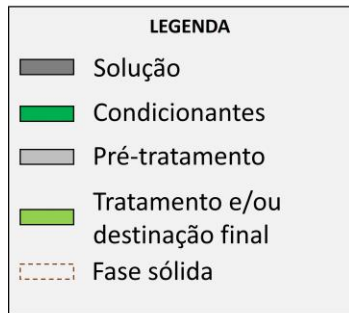 LEGENDA
Solução
Condicionantes
Pré-tratamento
Tratamento e/ou
destinação final
Fase sólida